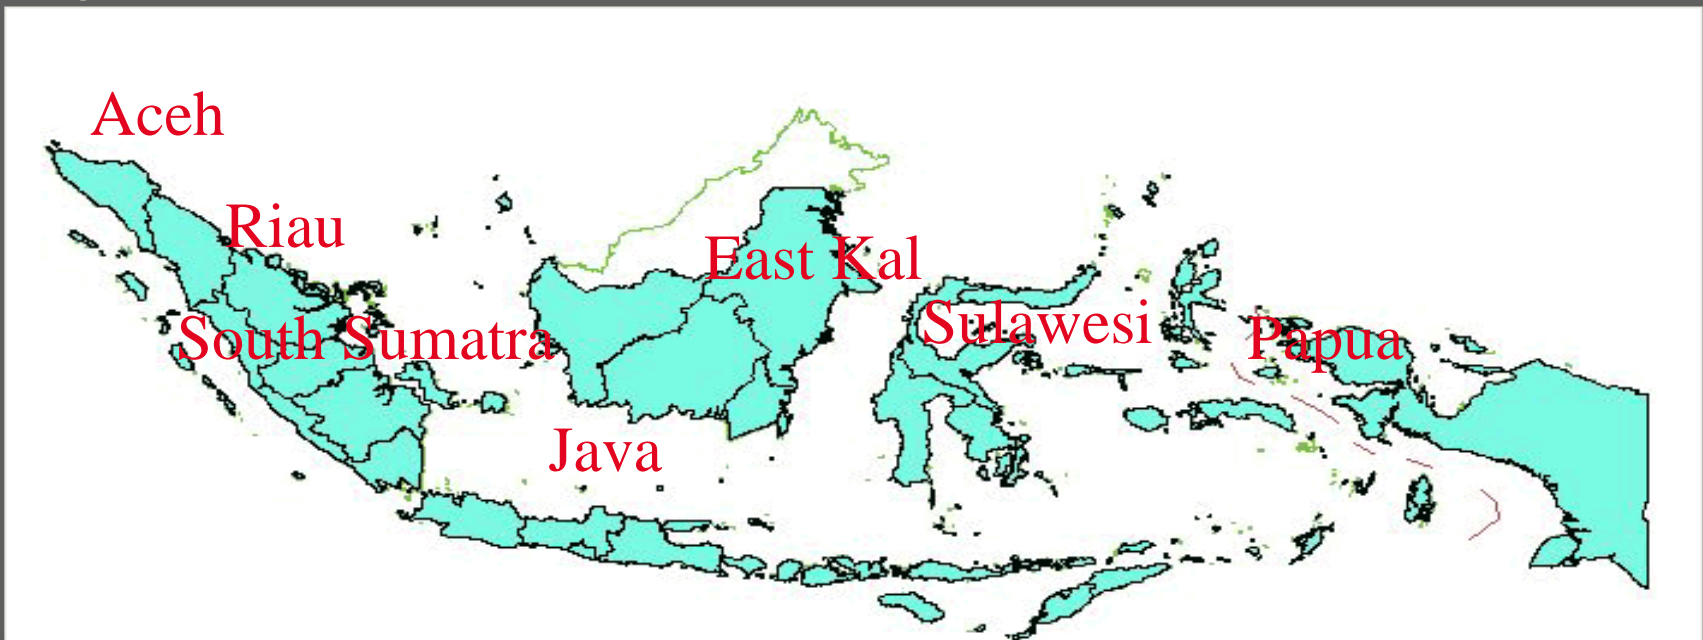 Aceh
Riau
East Kal
South Sumatra
Sulawesi
Papua
Java